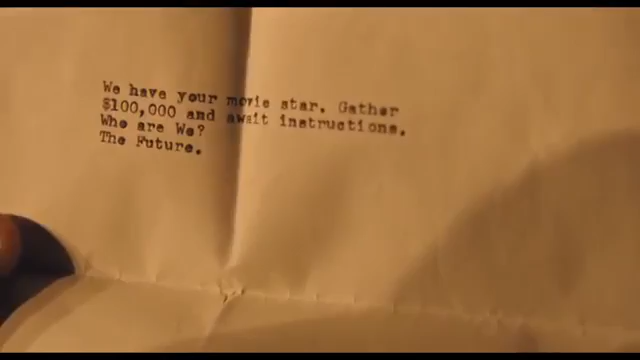 We have your movie star. Gather
$100,000 and await instructions.
Who are We?
The Future.